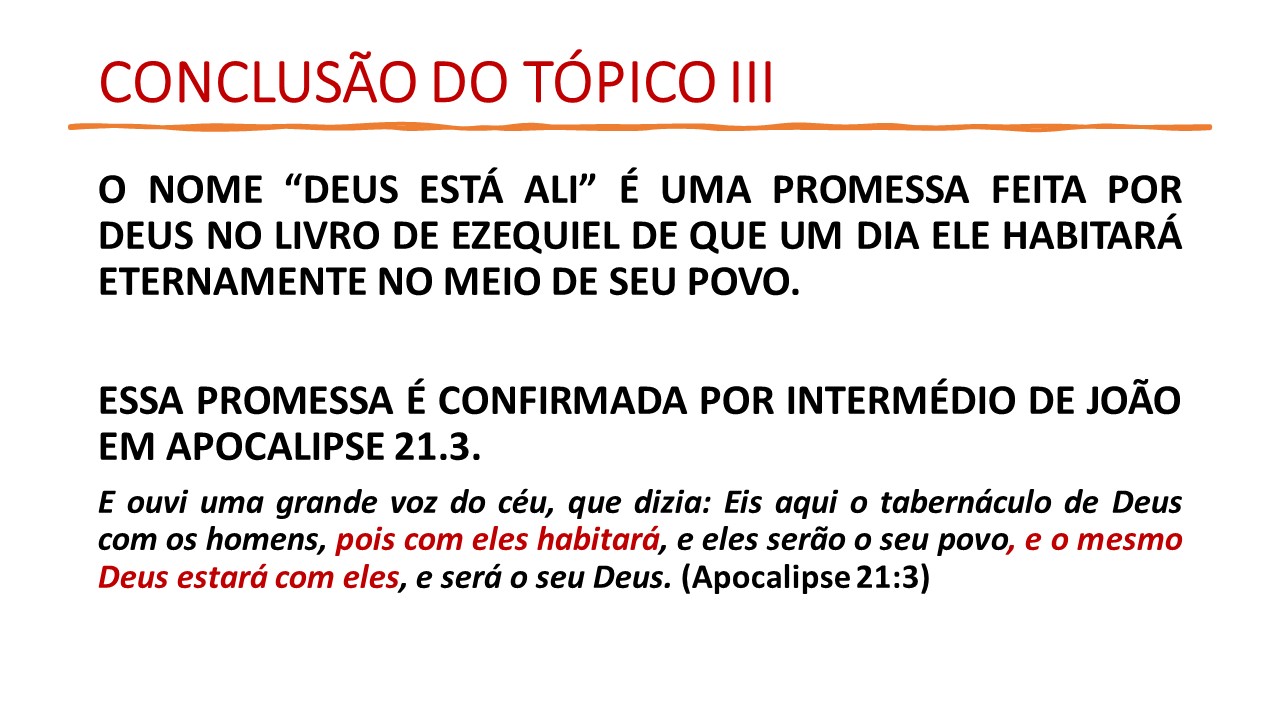 CONCLUSÃO DO TÓPICO III
O NOME “DEUS ESTÁ ALI” É UMA PROMESSA FEITA POR
DEUS NO LIVRO DE EZEQUIEL DE QUE UM DIA ELE HABITARÁ
ETERNAMENTE NO MEIO DE SEU POVO.
ESSA PROMESSA É CONFIRMADA POR INTERMÉDIO DE JOÃO
EM APOCALIPSE 21.3.
E ouvi uma grande voz do céu, que dizia: Eis aqui o tabernáculo de Deus
com os homens, pois com eles habitará, e eles serão o seu povo, e o mesmo
Deus estará com eles, e será o seu Deus. (Apocalipse 21:3)